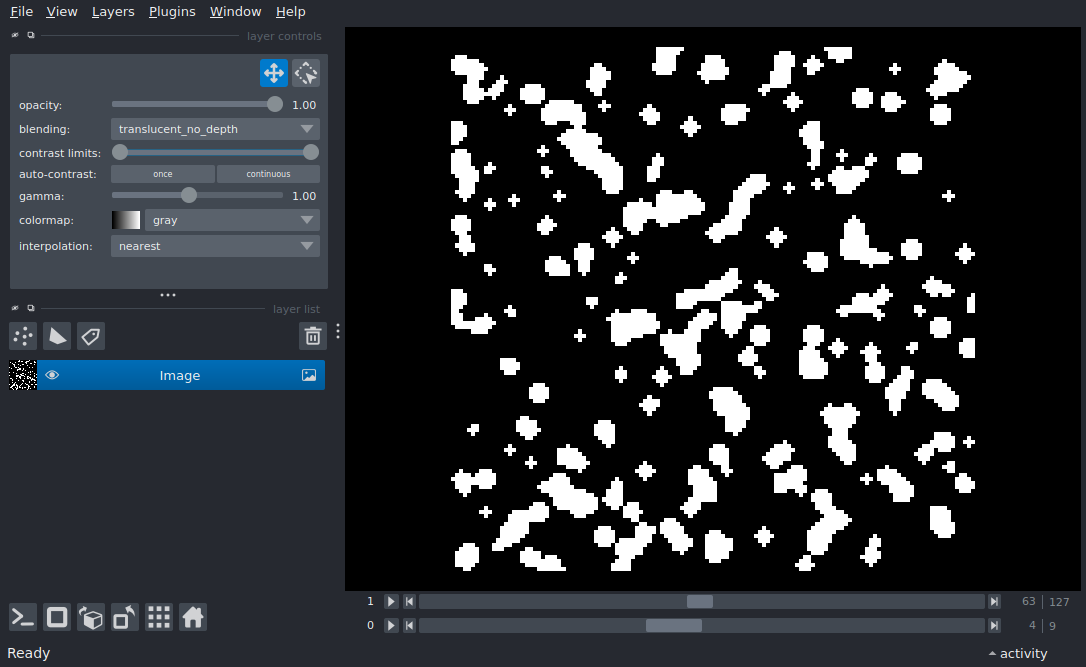 File View Layers Plugins Window Help
layer controls
opacity: 1.00
blending: translucent_no_depth
contrast limits:
auto-contrast: once continuous
gamma: 1.00
colormap: gray
interpolation: nearest
layer list
Image
1 63 127
0 4 9
Ready activity